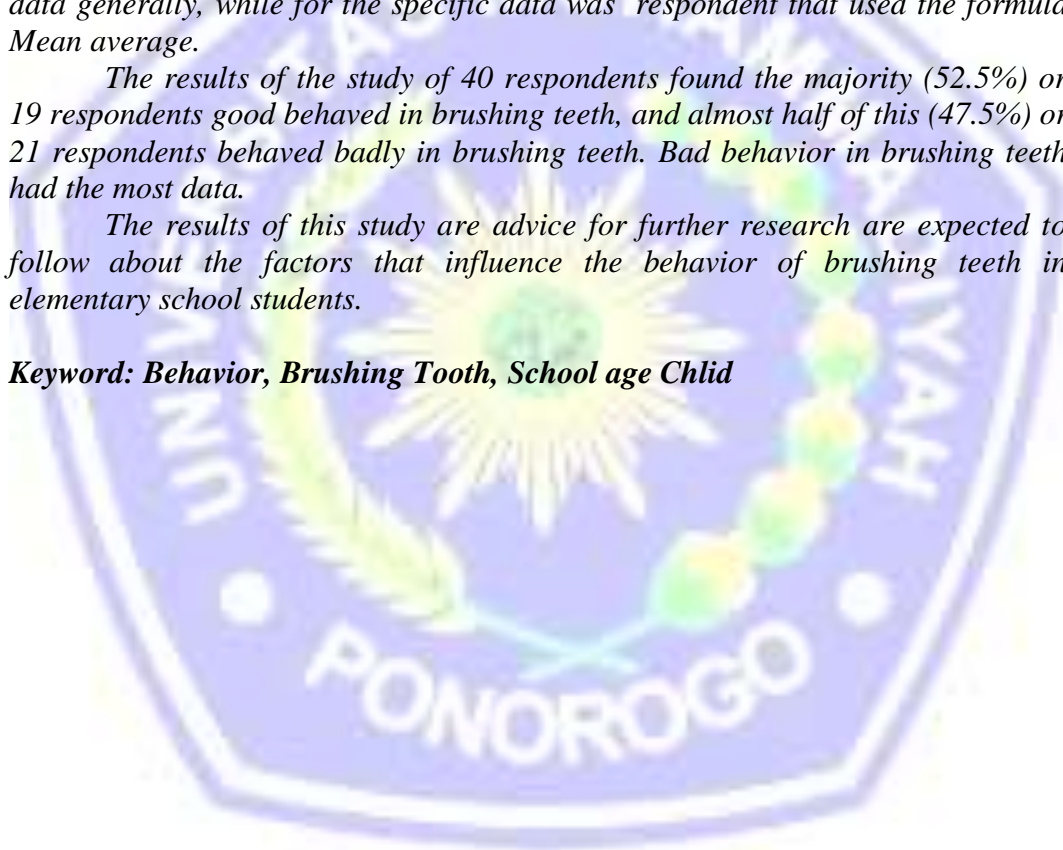 data generally, while for the specific data was respondent that used the formula
Mean average.
The results of the study of 40 respondents found the majority (52.5%) or
19 respondents good behaved in brushing teeth, and almost half of this (47.5%) or
21 respondents behaved badly in brushing teeth. Bad behavior in brushing teeth
had the most data.
The results of this study are advice for further research are expected to
follow about the factors that influence the behavior of brushing teeth in
elementary school students.
Keyword: Behavior, Brushing Tooth, School age Chlid
PONOROGO